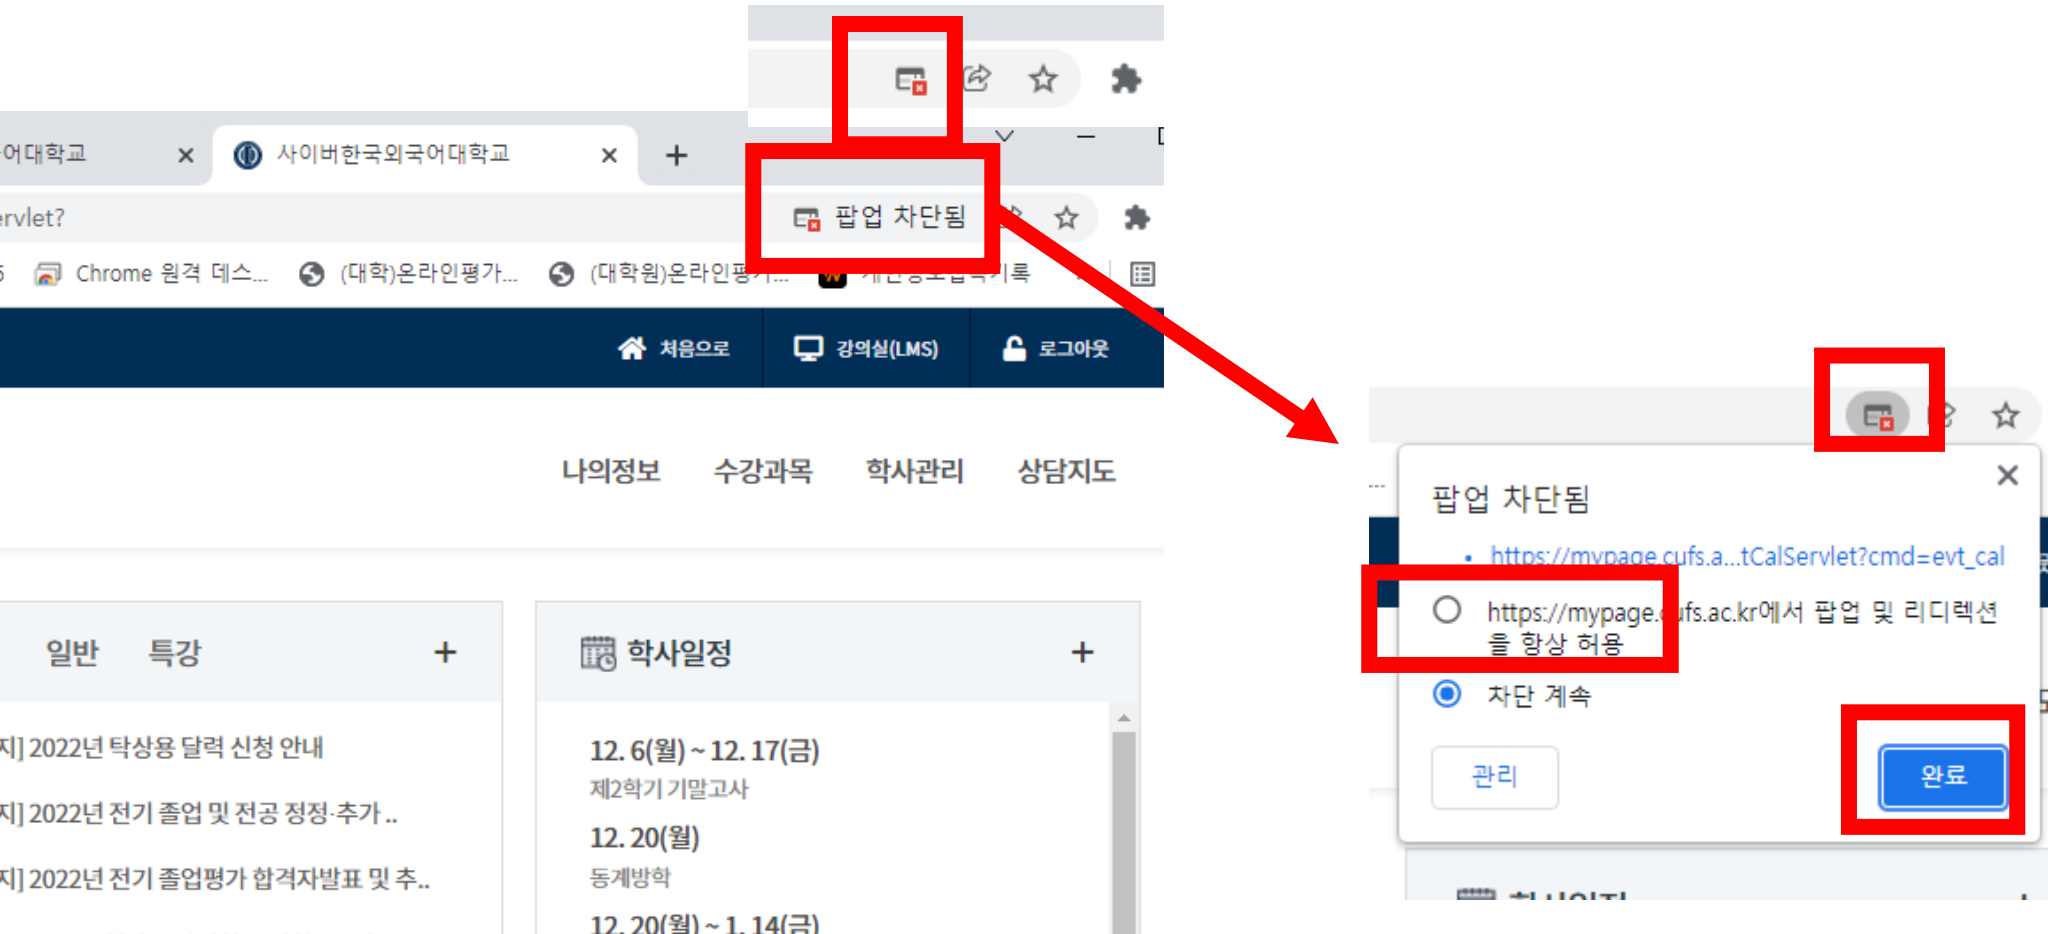 어대학교
사이버한국외국어대학교
ervlet?
팝업 차단됨
Chrome 원격 데스...
(대학)온라인평가...
(대학원)온라인평가...
처음으로
강의실(LMS)
로그아웃
나의정보
수강과목
학사관리
상담지도
일반
특강
지] 2022년 탁상용 달력 신청 안내
지] 2022년 전기 졸업 및 전공 정정·추가 ..
지] 2022년 전기 졸업평가 합격자발표 및 추..
학사일정
12. 6(월) ~ 12. 17(금)
제2학기 기말고사
12. 20(월)
동계방학
12. 20(월) ~ 1. 14(금)
팝업 차단됨
https://mypage.cufs.a...tCalServlet?cmd=evt_cal
https://mypage.cufs.ac.kr에서 팝업 및 리디렉션
을 항상 허용
차단 계속
관리
완료